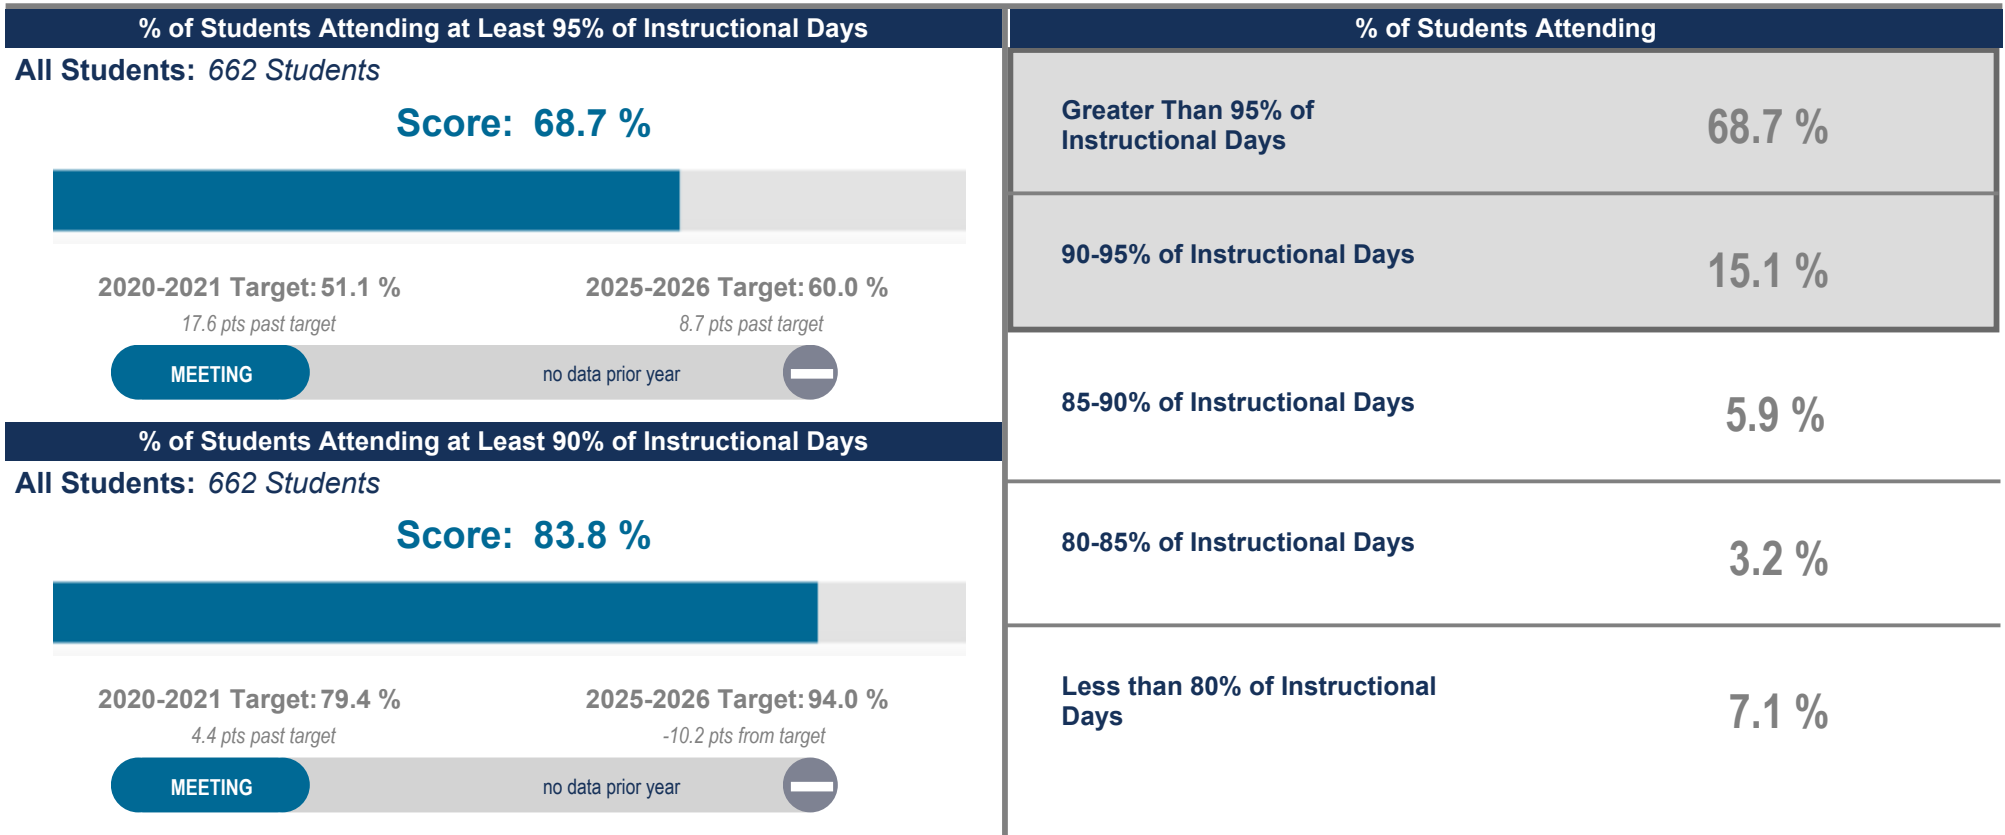 % of Students Attending at Least 95% of Instructional Days
All Students: 662 Students
Score: 68.7 %
2020-2021 Target: 51.1 %
17.6 pts past target
2025-2026 Target: 60.0 %
8.7 pts past target
MEETING
no data prior year
% of Students Attending at Least 90% of Instructional Days
All Students: 662 Students
Score: 83.8 %
2020-2021 Target: 79.4 %
4.4 pts past target
2025-2026 Target: 94.0 %
-10.2 pts from target
MEETING
no data prior year
% of Students Attending
Greater Than 95% of
Instructional Days
68.7 %
90-95% of Instructional Days
15.1 %
85-90% of Instructional Days
5.9 %
80-85% of Instructional Days
3.2 %
Less than 80% of Instructional
Days
7.1 %